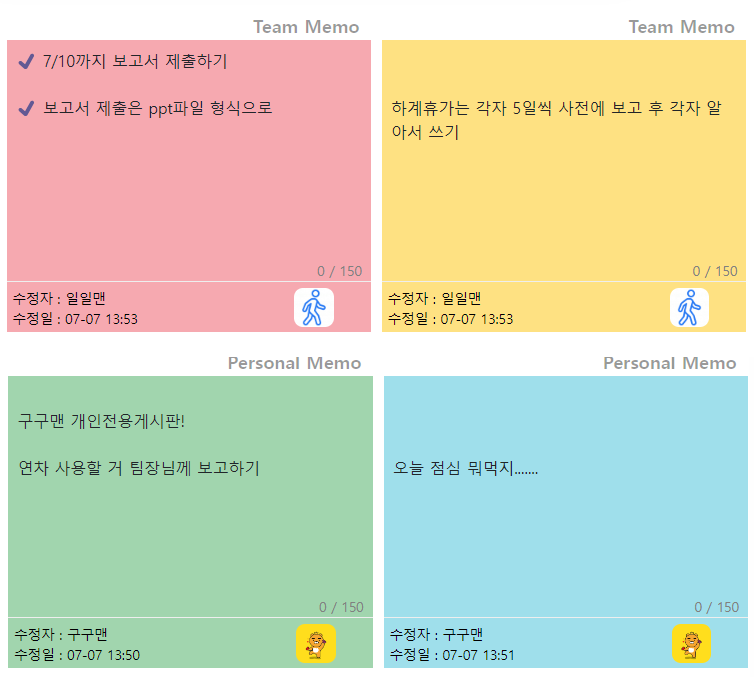 Team Memo
✔ 7/10까지 보고서 제출하기
✔ 보고서 제출은 ppt파일 형식으로
0 / 150
수정자 : 일일맨
수정일 : 07-07 13:53
Team Memo
하계휴가는 각자 5일씩 사전에 보고 후 각자 알
아서 쓰기
0 / 150
수정자 : 일일맨
수정일 : 07-07 13:53
Personal Memo
구구맨 개인전용게시판!
연차 사용할 거 팀장님께 보고하기
0 / 150
수정자 : 구구맨
수정일 : 07-07 13:50
Personal Memo
오늘 점심 뭐먹지.......
0 / 150
수정자 : 구구맨
수정일 : 07-07 13:51